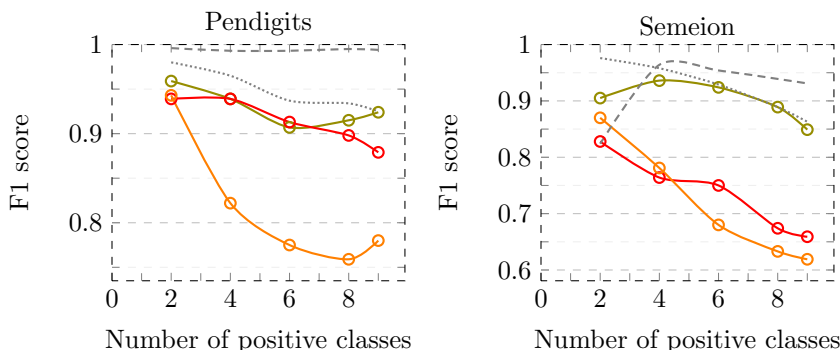 Pendigits
1
0.9
0.8
0 2 4 6 8
F1 score
Number of positive classes
Semeion
1
0.9
0.8
0.7
0.6
0 2 4 6 8
F1 score
Number of positive classes